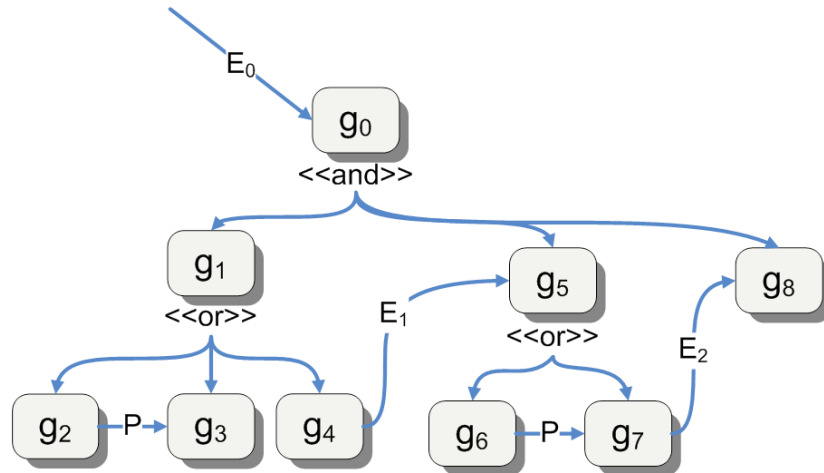 E₀
g₀
<<and>>
g₁
<<or>>
g₅
<<or>>
g₈
E₁
E₂
g₂
P
g₃
g₄
g₆
P
g₇